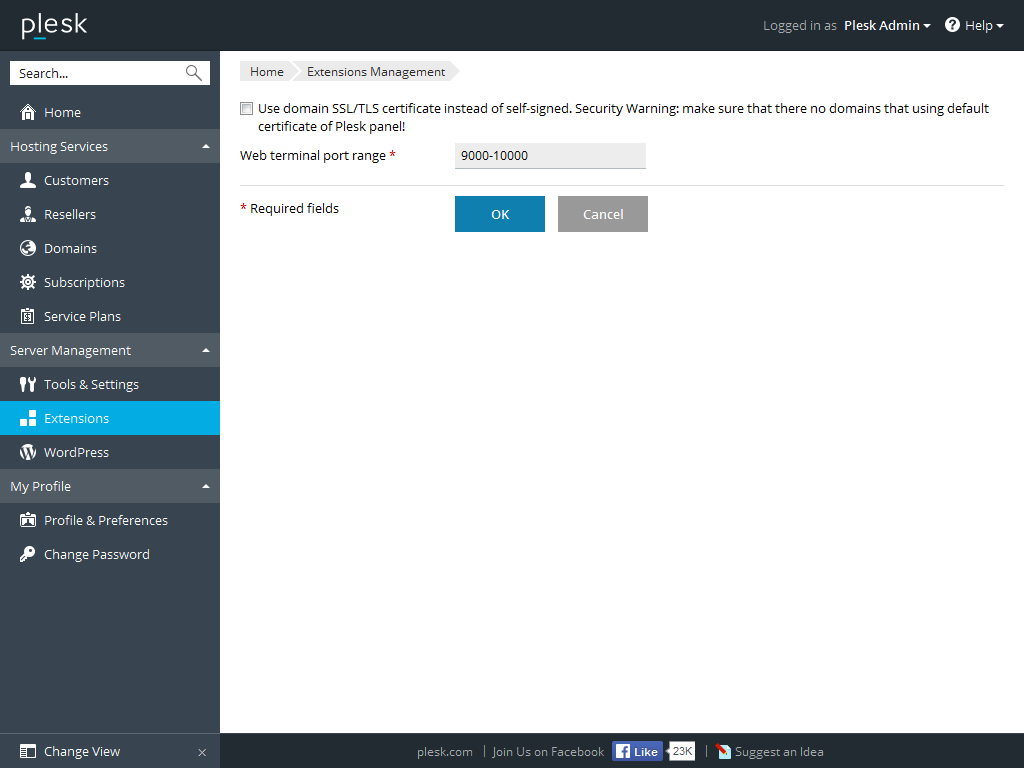 plesk
Logged in as Plesk Admin
Help
Search...
Home
Hosting Services
Customers
Resellers
Domains
Subscriptions
Service Plans
Server Management
Tools & Settings
Extensions
WordPress
My Profile
Profile & Preferences
Change Password
Change View
Home Extensions Management
Use domain SSL/TLS certificate instead of self-signed. Security Warning: make sure that there no domains that using default
certificate of Plesk panel!
Web terminal port range * 9000-10000
* Required fields OK Cancel
plesk.com | Join Us on Facebook Like 23K | Suggest an Idea